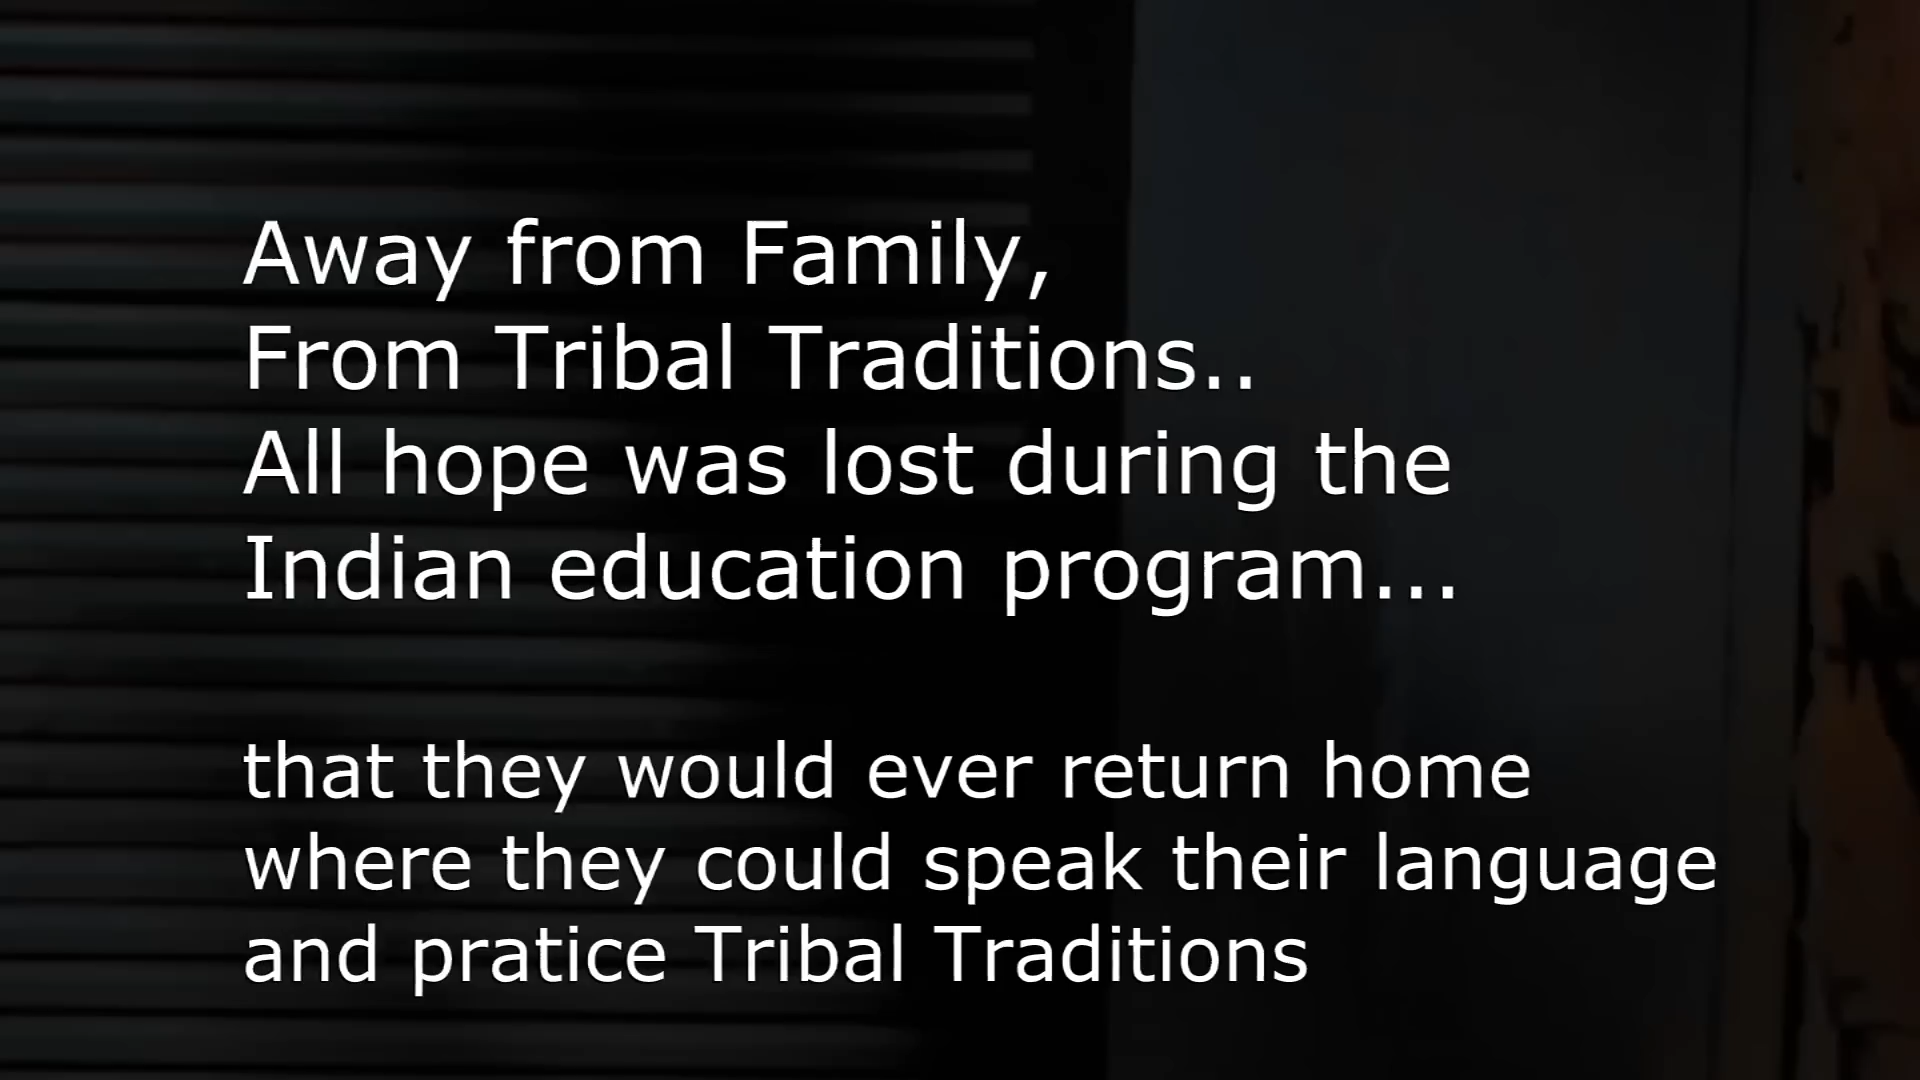 Away from Family,
From Tribal Traditions..
All hope was lost during the
Indian education program...
that they would ever return home
where they could speak their language
and pratice Tribal Traditions